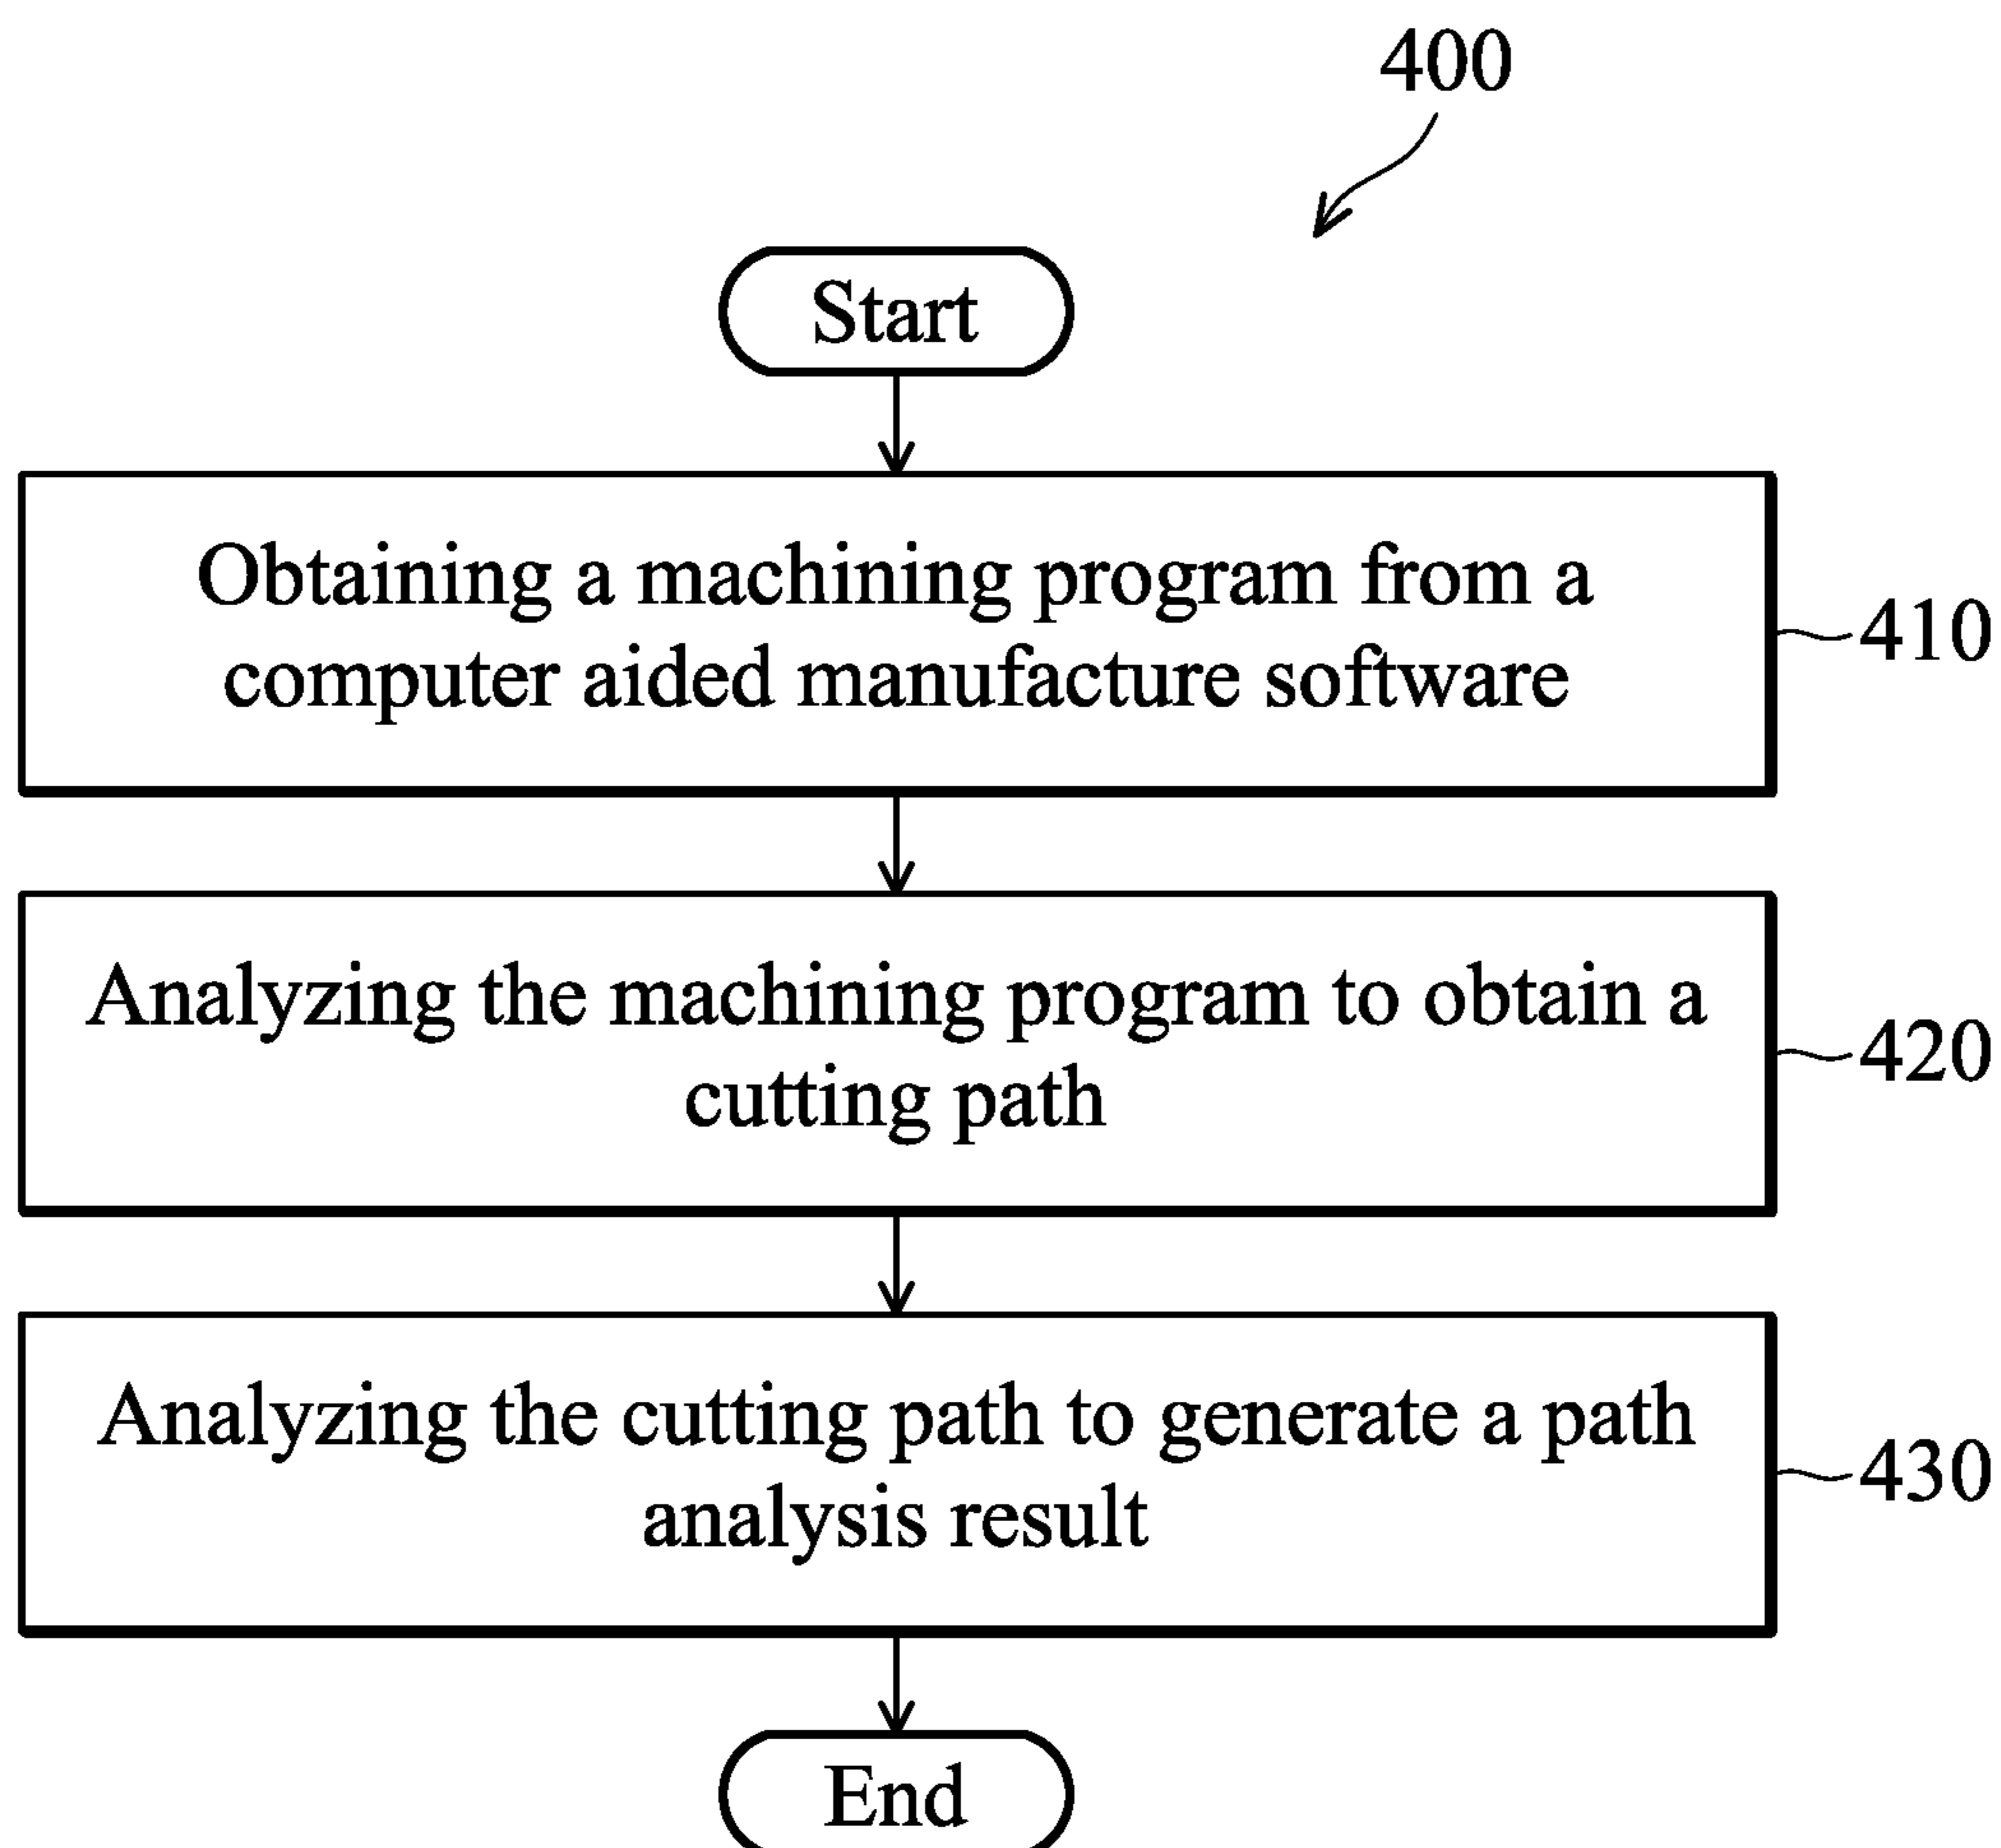 400
Start
Obtaining a machining program from a
computer aided manufacture software
410
Analyzing the machining program to obtain a
cutting path
420
Analyzing the cutting path to generate a path
analysis result
430
End